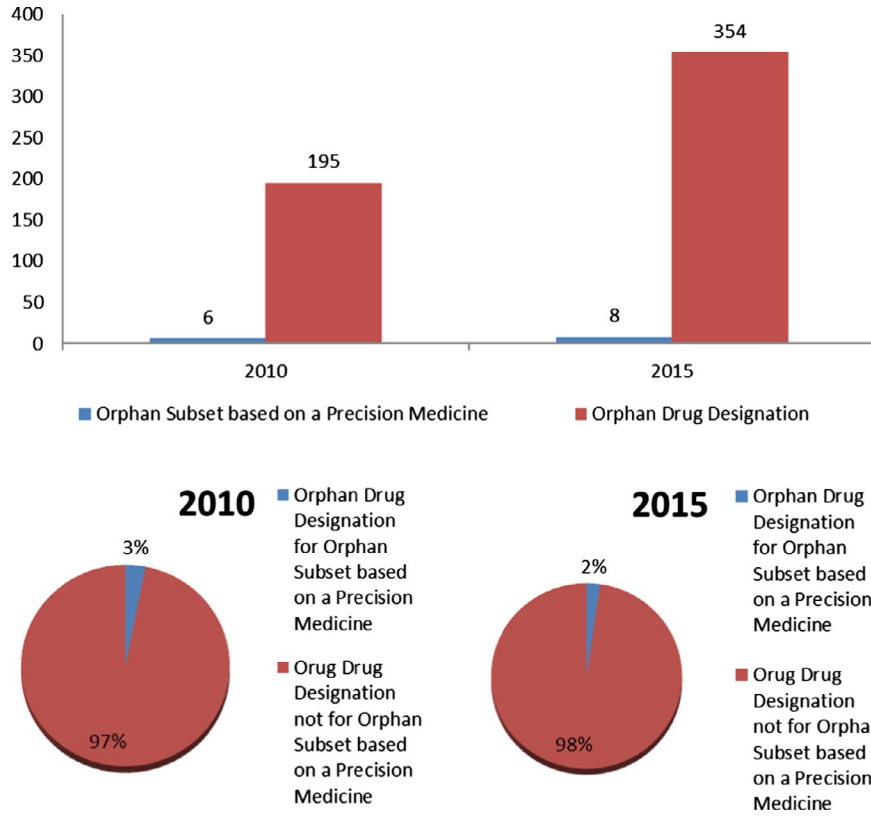 400
350
300
250
200
150
100
50
0
6
195
8
354
2010
2015
Orphan Subset based on a Precision Medicine
Orphan Drug Designation
2010
3%
97%
Orphan Drug
Designation
for Orphan
Subset based
on a Precision
Medicine
Orug Drug
Designation
not for Orphan
Subset based
on a Precision
Medicine
2015
2%
98%
Orphan Drug
Designation
for Orphan
Subset based
on a Precision
Medicine
Orug Drug
Designation
not for Orpha
Subset based
on a Precision
Medicine